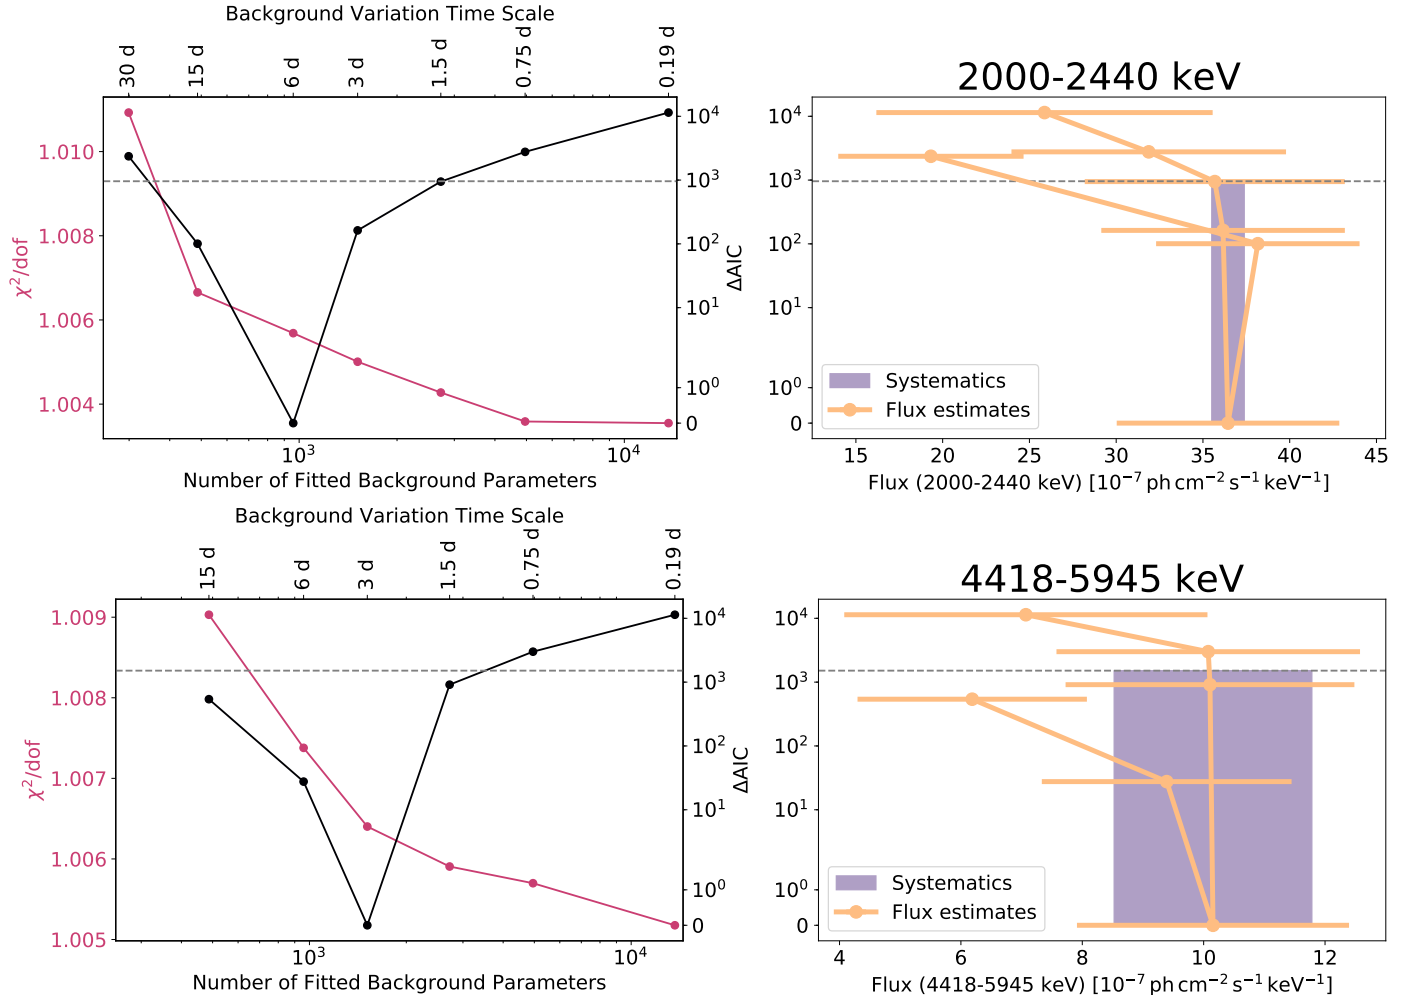 Background Variation Time Scale
30 d 15 d 6 d 3 d 1.5 d 0.75 d 0.19 d
1.010
1.008
1.006
1.004
χ²/dof
10⁴
10³
10²
10¹
10⁰
0
ΔAIC
10³ 10⁴
Number of Fitted Background Parameters
2000-2440 keV
10⁴
10³
10²
10¹
10⁰
0
Systematics
Flux estimates
15 20 25 30 35 40 45
Flux (2000-2440 keV) [10⁻⁷ ph cm⁻² s⁻¹ keV⁻¹]
Background Variation Time Scale
15 d 6 d 3 d 1.5 d 0.75 d 0.19 d
1.009
1.008
1.007
1.006
1.005
χ²/dof
10⁴
10³
10²
10¹
10⁰
0
ΔAIC
10³ 10⁴
Number of Fitted Background Parameters
4418-5945 keV
10⁴
10³
10²
10¹
10⁰
0
Systematics
Flux estimates
4 6 8 10 12
Flux (4418-5945 keV) [10⁻⁷ ph cm⁻² s⁻¹ keV⁻¹]